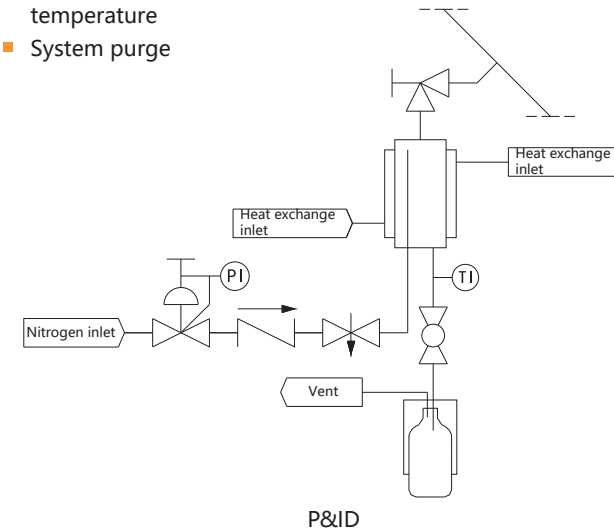 temperature
System purge
Heat exchange
inlet
Heat exchange
inlet
PI
TI
Nitrogen inlet
Vent
P&ID